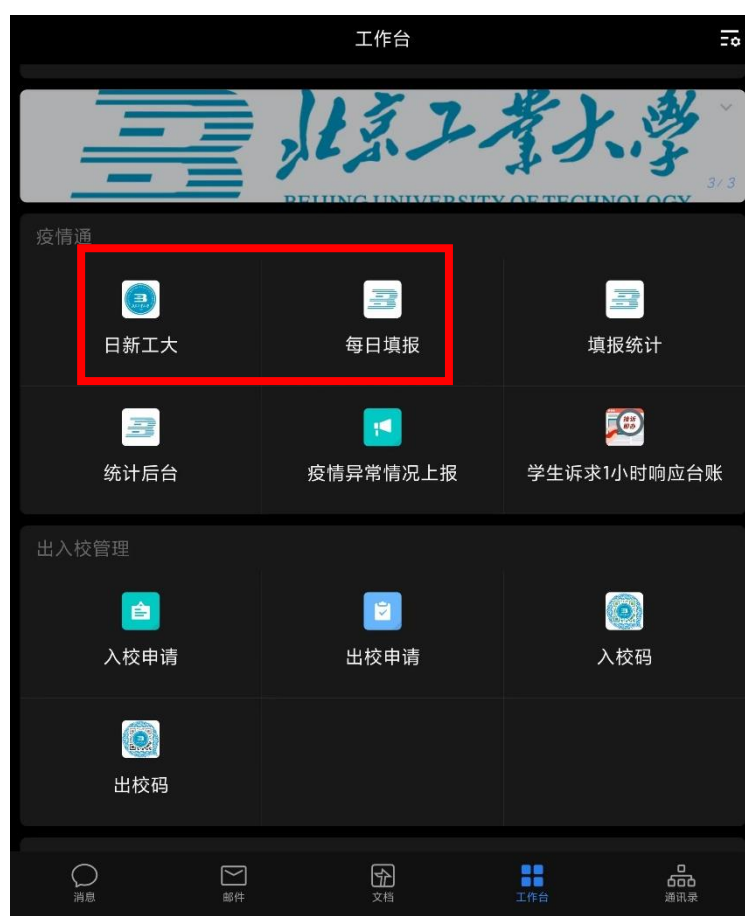 工作台
北京工業大學
3/3
BEIJING UNIVERSITY OF TECHNOLOGY
疫情通
日新工大
每日填报
填报统计
统计后台
疫情异常情况上报
学生诉求1小时响应台账
出入校管理
入校申请
出校申请
入校码
出校码
消息
邮件
文档
工作台
通讯录